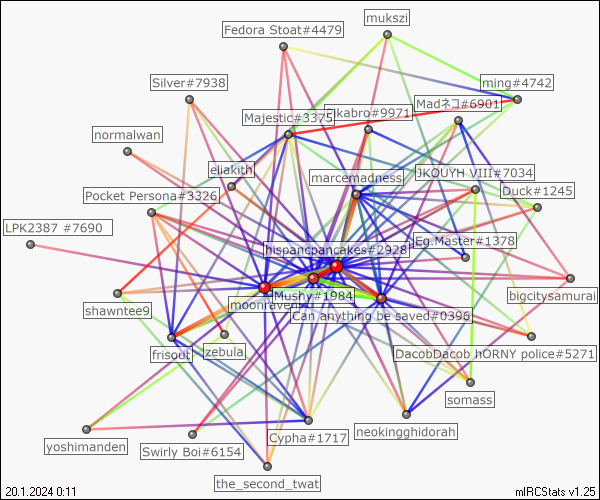 mukszi
Fedora Stoat#4479
Silver#7938
ming#4742
Madネコ#6901
Majestic#3375
Elkabro#9971
normalwan
eliakith
marcemadness
JKOUYH VIII#7034
Duck#1245
Pocket Persona#3326
LPK2387 #7690
Eg.Master#1378
hispancpancakes#2928
bigcitysamurai
Mushy#1984
moonraven
shawntee9
Can anything be saved#0396
frisout
zebula
DacobDacob hORNY police#5271
somass
yoshimanden
Swirly Boi#6154
Cypha#1717
neokingghidorah
the_second_twat
20.1.2024 0:11
mIRCStats v1.25